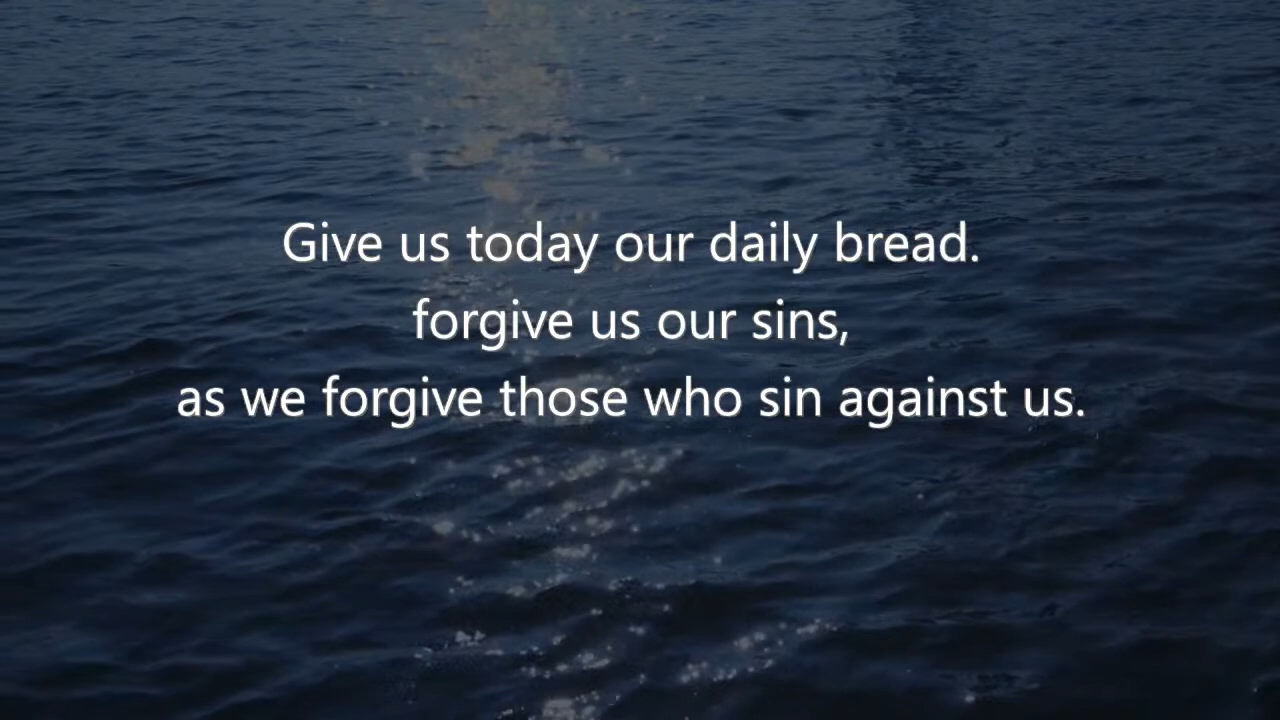 Give us today our daily bread.
forgive us our sins,
as we forgive those who sin against us.